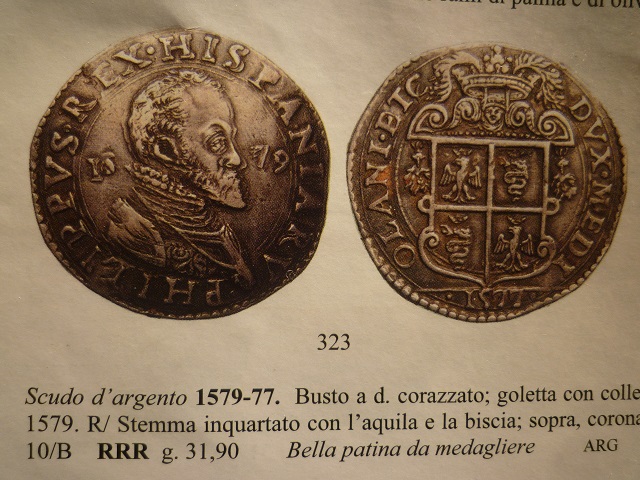 di palma e di oliv
PHILIPPVS·REX·HISPANIARV
15 79
DVX·MEDI
OLANI·ETC
·1577·
323
Scudo d'argento 1579-77. Busto a d. corazzato; goletta con colle
1579. R/ Stemma inquartato con l'aquila e la biscia; sopra, corona
10/B RRR g. 31,90 Bella patina da medagliere ARG